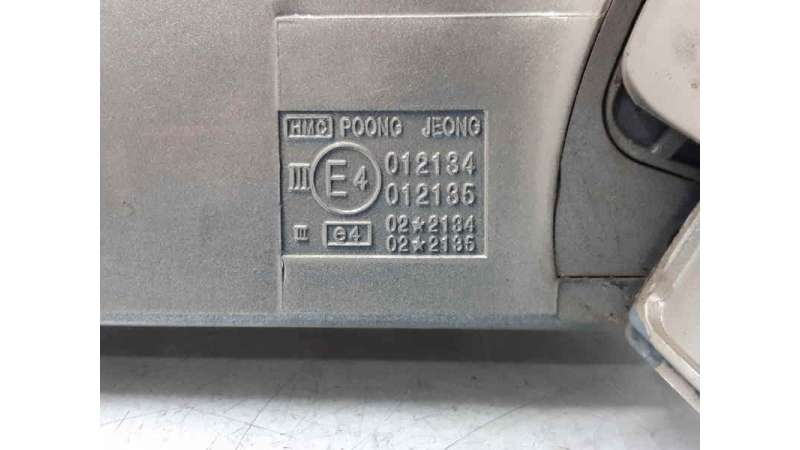 HMC POONG JEONG
III E4 012134
012135
III e4 02★2134
02★2135